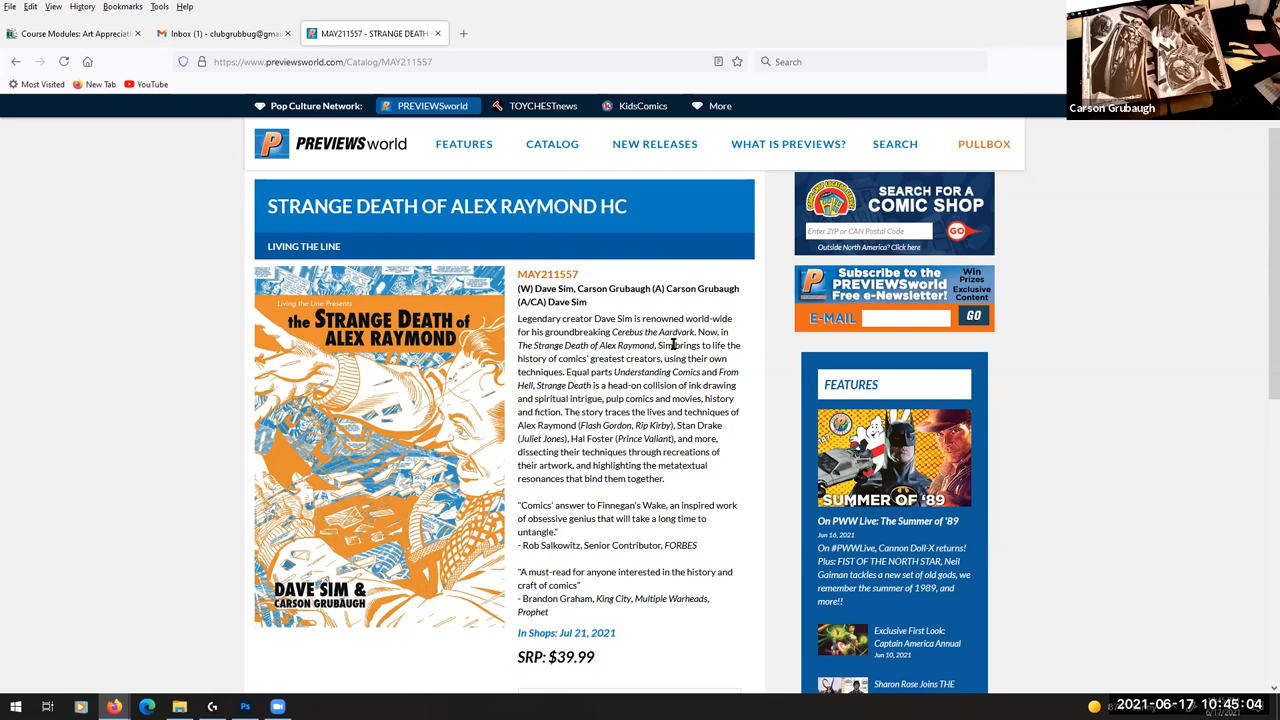 File Edit View History Bookmarks Tools Help
Course Modules: Art Appreciati
Inbox (1) - clubgrubbug@gmai
MAY211557 - STRANGE DEATH
https://www.previewsworld.com/Catalog/MAY211557
Search
Most Visited New Tab YouTube
Carson Grubaugh
Pop Culture Network: PREVIEWSworld TOYCHESTnews KidsComics More
PREVIEWSworld FEATURES CATALOG NEW RELEASES WHAT IS PREVIEWS? SEARCH PULLBOX
STRANGE DEATH OF ALEX RAYMOND HC
LIVING THE LINE
Living the Line Presents
the STRANGE DEATH of
ALEX RAYMOND
DAVE SIM &
CARSON GRUBAUGH
MAY211557
(W) Dave Sim, Carson Grubaugh (A) Carson Grubaugh
(A/CA) Dave Sim
Legendary creator Dave Sim is renowned world-wide
for his groundbreaking Cerebus the Aardvark. Now, in
The Strange Death of Alex Raymond, Sim brings to life the
history of comics' greatest creators, using their own
techniques. Equal parts Understanding Comics and From
Hell, Strange Death is a head-on collision of ink drawing
and spiritual intrigue, pulp comics and movies, history
and fiction. The story traces the lives and techniques of
Alex Raymond (Flash Gordon, Rip Kirby), Stan Drake
(Juliet Jones), Hal Foster (Prince Valiant), and more,
dissecting their techniques through recreations of
their artwork, and highlighting the metatextual
resonances that bind them together.
"Comics' answer to Finnegan's Wake, an inspired work
of obsessive genius that will take a long time to
untangle."
- Rob Salkowitz, Senior Contributor, FORBES
"A must-read for anyone interested in the history and
craft of comics"
- Brandon Graham, King City, Multiple Warheads,
Prophet
In Shops: Jul 21, 2021
SRP: $39.99
SEARCH FOR A
COMIC SHOP
Enter ZIP or CAN Postal Code GO
Outside North America? Click here
Subscribe to the
PREVIEWSworld
Free e-Newsletter!
Win
Prizes
Exclusive
Content
E-MAIL GO
FEATURES
SUMMER OF '89
On PWW Live: The Summer of '89
Jun 16, 2021
On #PWWLive, Cannon Doll-X returns!
Plus: FIST OF THE NORTH STAR, Neil
Gaiman tackles a new set of old gods, we
remember the summer of 1989, and
more!!
Exclusive First Look:
Captain America Annual
Jun 10, 2021
Sharon Rose Joins THE
2021-06-17 10:45:04